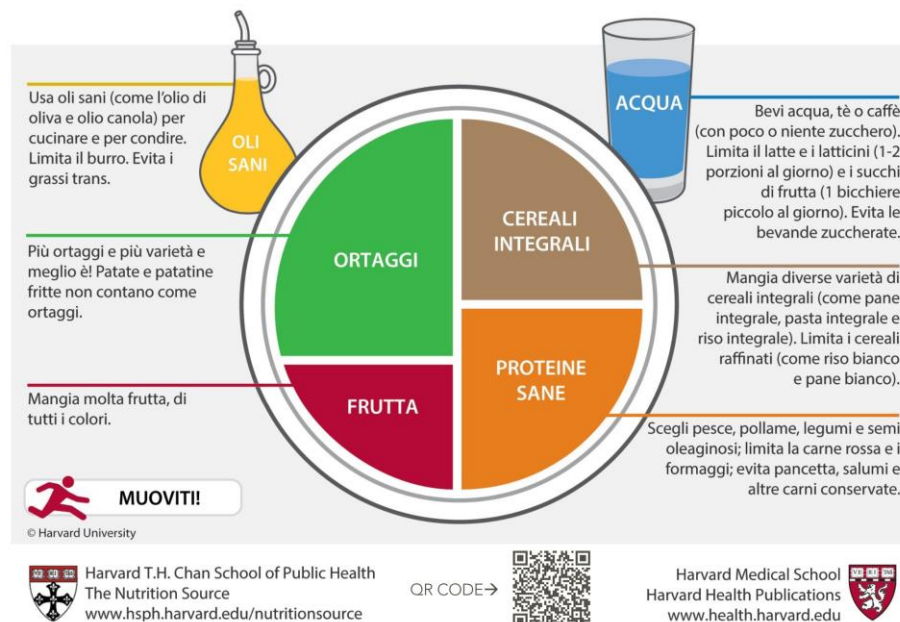 OLI
SANI
Usa oli sani (come l'olio di
oliva e olio canola) per
cucinare e per condire.
Limita il burro. Evita i
grassi trans.
Più ortaggi e più varietà e
meglio è! Patate e patatine
fritte non contano come
ortaggi.
Mangia molta frutta, di
tutti i colori.
ORTAGGI
FRUTTA
CEREALI
INTEGRALI
PROTEINE
SANE
ACQUA
Bevi acqua, tè o caffè
(con poco o niente zucchero).
Limita il latte e i latticini (1-2
porzioni al giorno) e i succhi
di frutta (1 bicchiere
piccolo al giorno). Evita le
bevande zuccherate.
Mangia diverse varietà di
cereali integrali (come pane
integrale, pasta integrale e
riso integrale). Limita i cereali
raffinati (come riso bianco
e pane bianco).
Scegli pesce, pollame, legumi e semi
oleaginosi; limita la carne rossa e i
formaggi; evita pancetta, salumi e
altre carni conservate.
MUOVITI!
© Harvard University
Harvard T.H. Chan School of Public Health
The Nutrition Source
www.hsph.harvard.edu/nutritionsource
QR CODE→
Harvard Medical School
Harvard Health Publications
www.health.harvard.edu